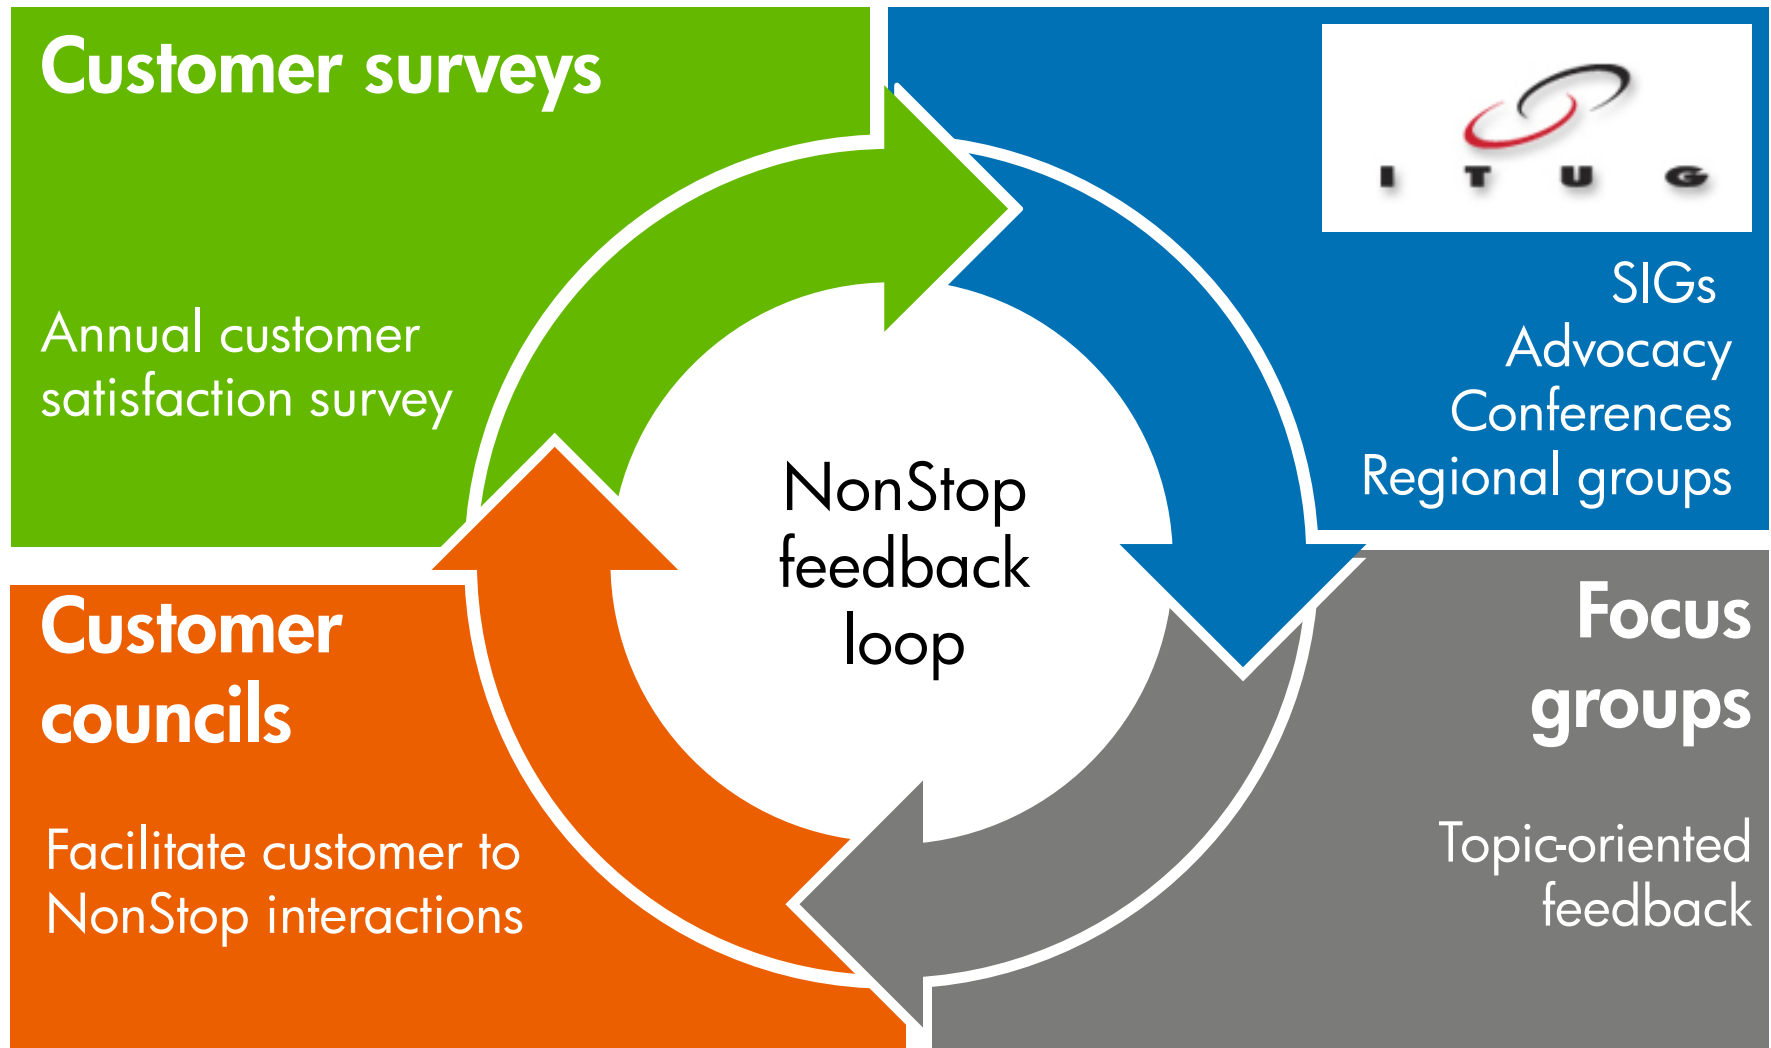 Customer surveys
Annual customer
satisfaction survey
ITUG
SIGs
Advocacy
Conferences
Regional groups
NonStop
feedback
loop
Customer
councils
Facilitate customer to
NonStop interactions
Focus
groups
Topic-oriented
feedback